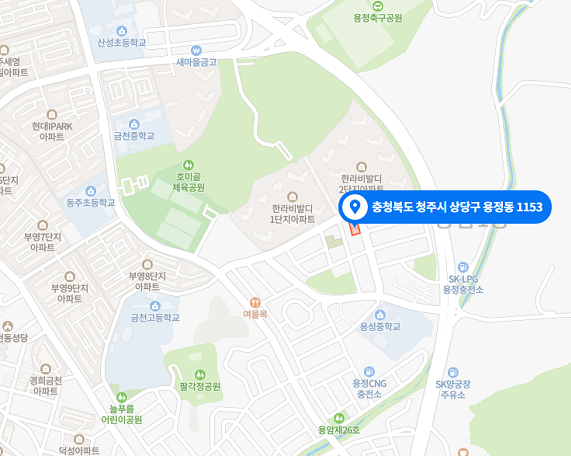 용정축구공원
산성초등학교
새마을금고
주세영
일아파트
현대IPARK
아파트
금천중학교
호미골
체육공원
한라비발디
2단지아파트
동주초등학교
한라비발디
1단지아파트
충청북도 청주시 상당구 용정동 1153
부영7단지
아파트
부영8단지
아파트
부영9단지
아파트
SK-LPG
용정충전소
여울목
금천고등학교
용성중학교
천동성당
경희금천
아파트
팔각정공원
용정CNG
충전소
SK양궁장
주유소
늘푸름
어린이공원
용암제26호
덕성아파트